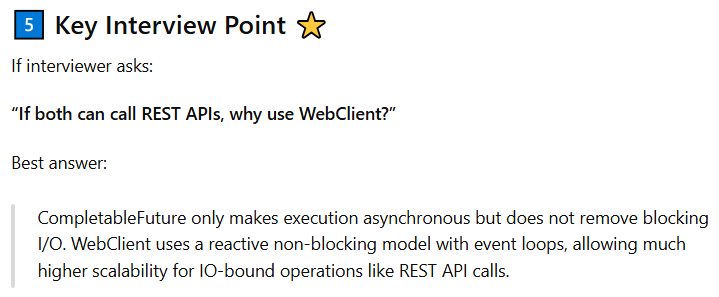 5 Key Interview Point ⭐
If interviewer asks:
“If both can call REST APIs, why use WebClient?”
Best answer:
CompletableFuture only makes execution asynchronous but does not remove blocking
I/O. WebClient uses a reactive non-blocking model with event loops, allowing much
higher scalability for IO-bound operations like REST API calls.